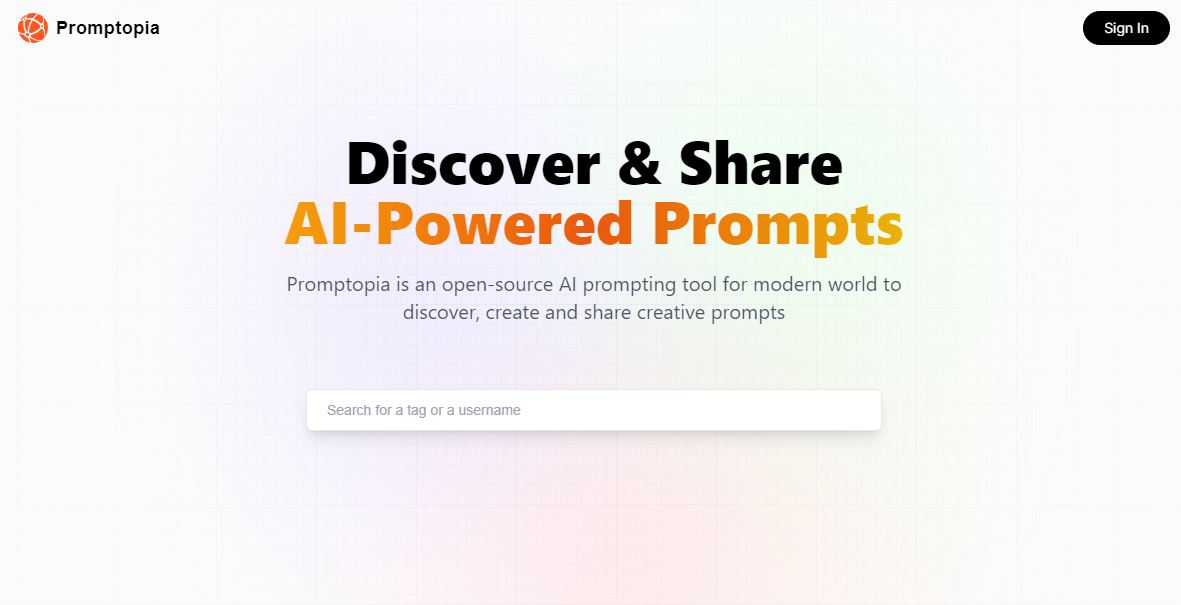 Promptopia
Sign In
Discover & Share
AI-Powered Prompts
Promptopia is an open-source AI prompting tool for modern world to
discover, create and share creative prompts
Search for a tag or a username